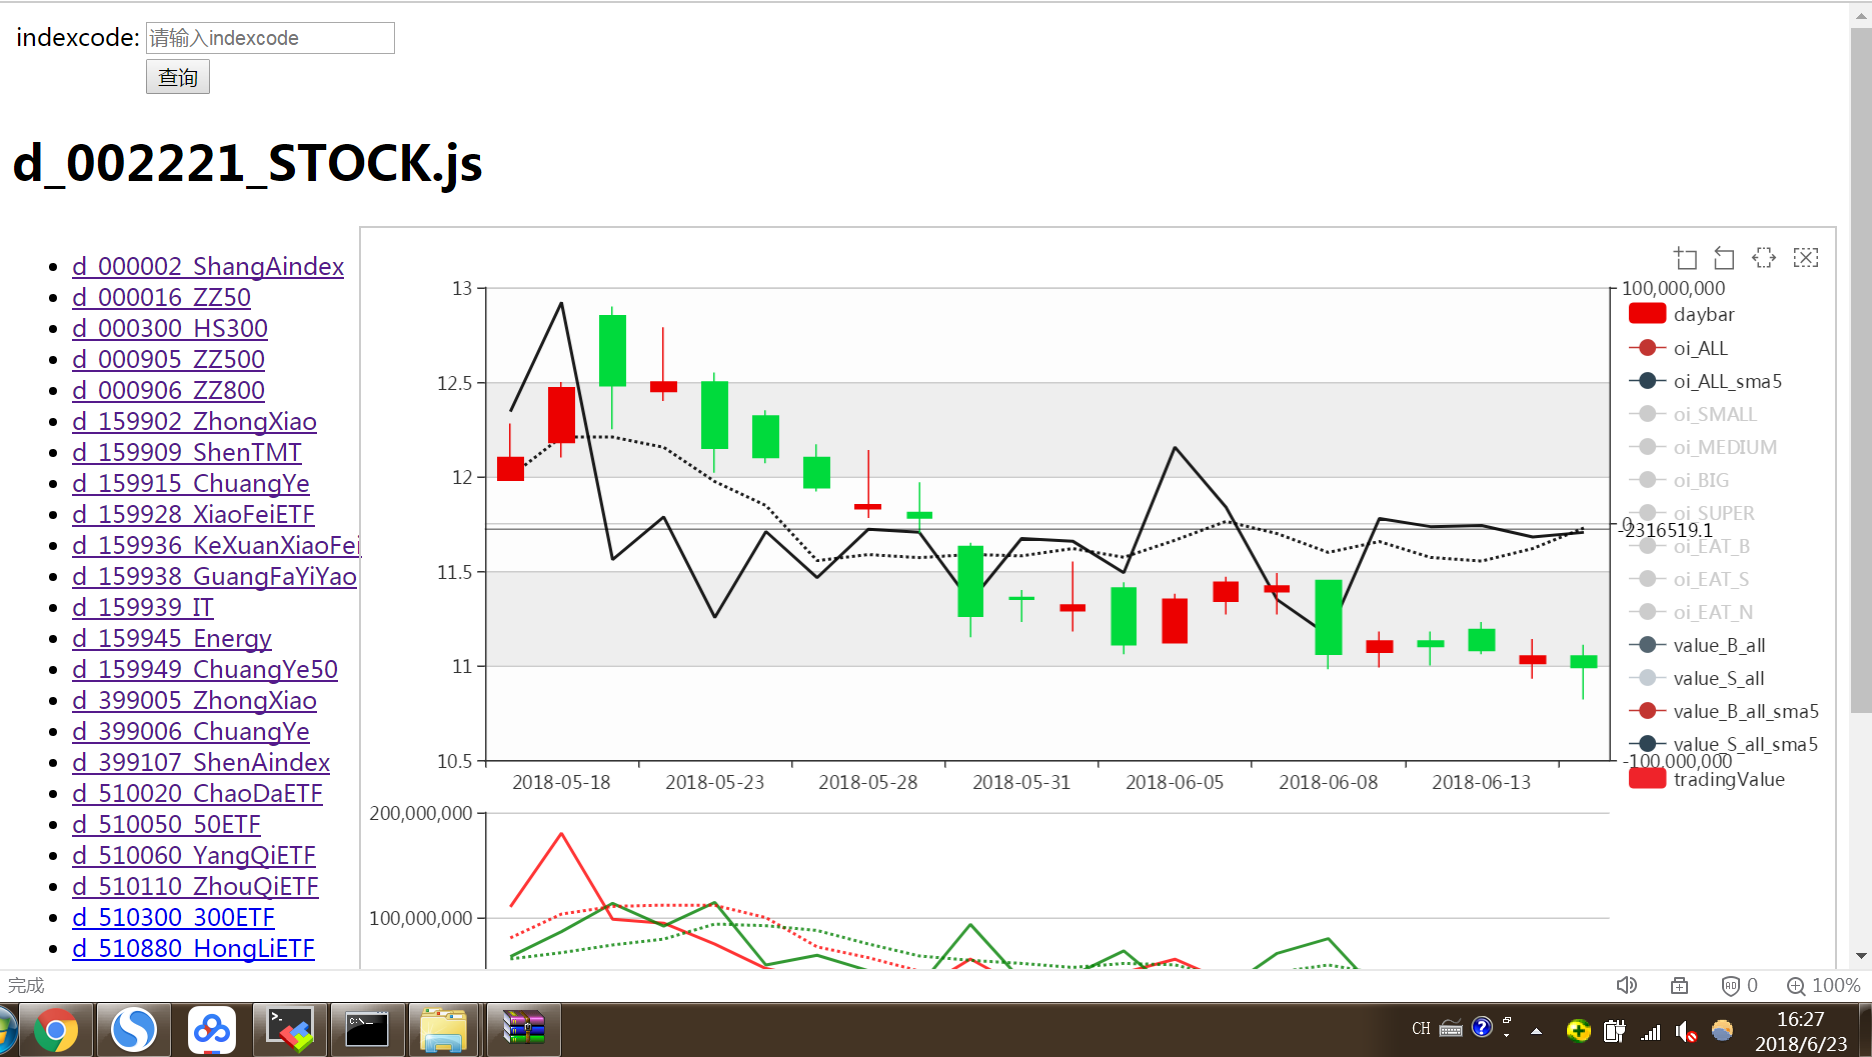 indexcode: 请输入indexcode
查询
d_002221_STOCK.js
d_000002_ShangAindex
d_000016_ZZ50
d_000300_HS300
d_000905_ZZ500
d_000906_ZZ800
d_159902_ZhongXiao
d_159909_ShenTMT
d_159915_ChuangYe
d_159928_XiaoFeiETF
d_159936_KeXuanXiaoFei
d_159938_GuangFaYiYao
d_159939_IT
d_159945_Energy
d_159949_ChuangYe50
d_399005_ZhongXiao
d_399006_ChuangYe
d_399107_ShenAindex
d_510020_ChaoDaETF
d_510050_50ETF
d_510060_YangQiETF
d_510110_ZhouQiETF
d_510300_300ETF
d_510880_HongLiETF
13
12.5
12
11.5
11
10.5
2018-05-18 2018-05-23 2018-05-28 2018-05-31 2018-06-05 2018-06-08 2018-06-13
100,000,000
0
-2316519.1
-100,000,000
daybar
oi_ALL
oi_ALL_sma5
oi_SMALL
oi_MEDIUM
oi_BIG
oi_SUPER
oi_EAT_B
oi_EAT_S
oi_EAT_N
value_B_all
value_S_all
value_B_all_sma5
value_S_all_sma5
tradingValue
200,000,000
100,000,000
完成
AD 0
100%
CH
16:27
2018/6/23